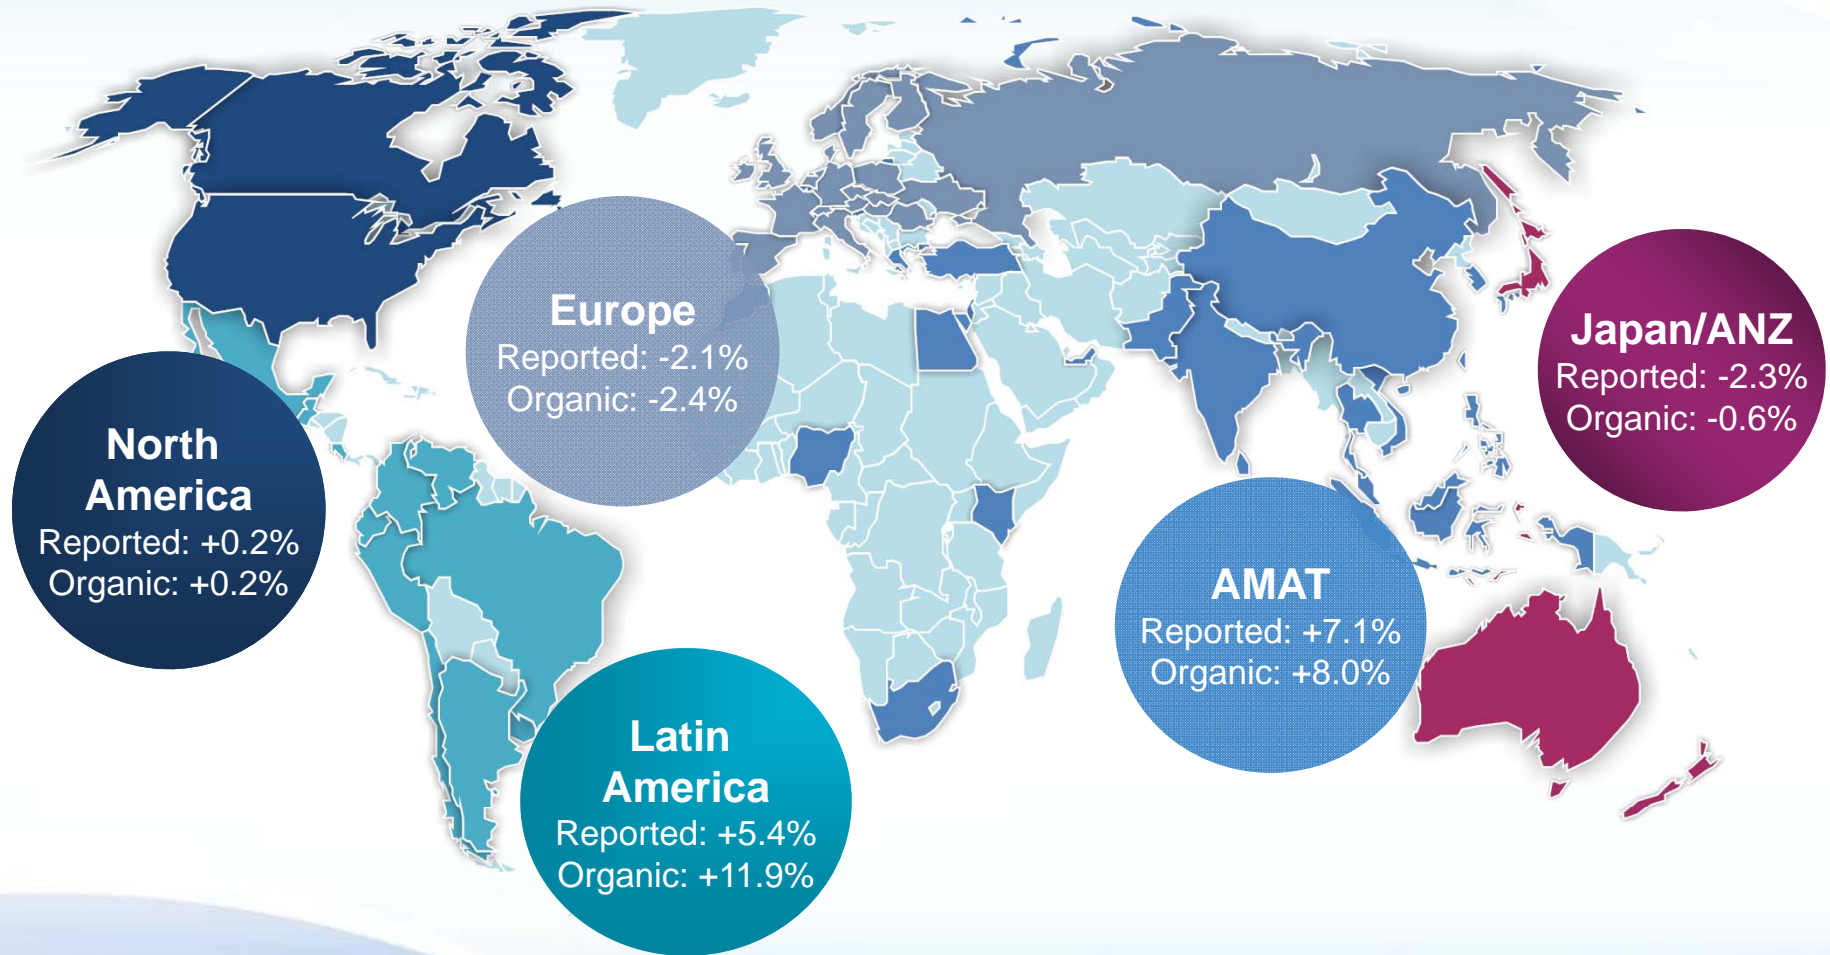 North
America
Reported: +0.2%
Organic: +0.2%
Europe
Reported: -2.1%
Organic: -2.4%
Latin
America
Reported: +5.4%
Organic: +11.9%
AMAT
Reported: +7.1%
Organic: +8.0%
Japan/ANZ
Reported: -2.3%
Organic: -0.6%
7